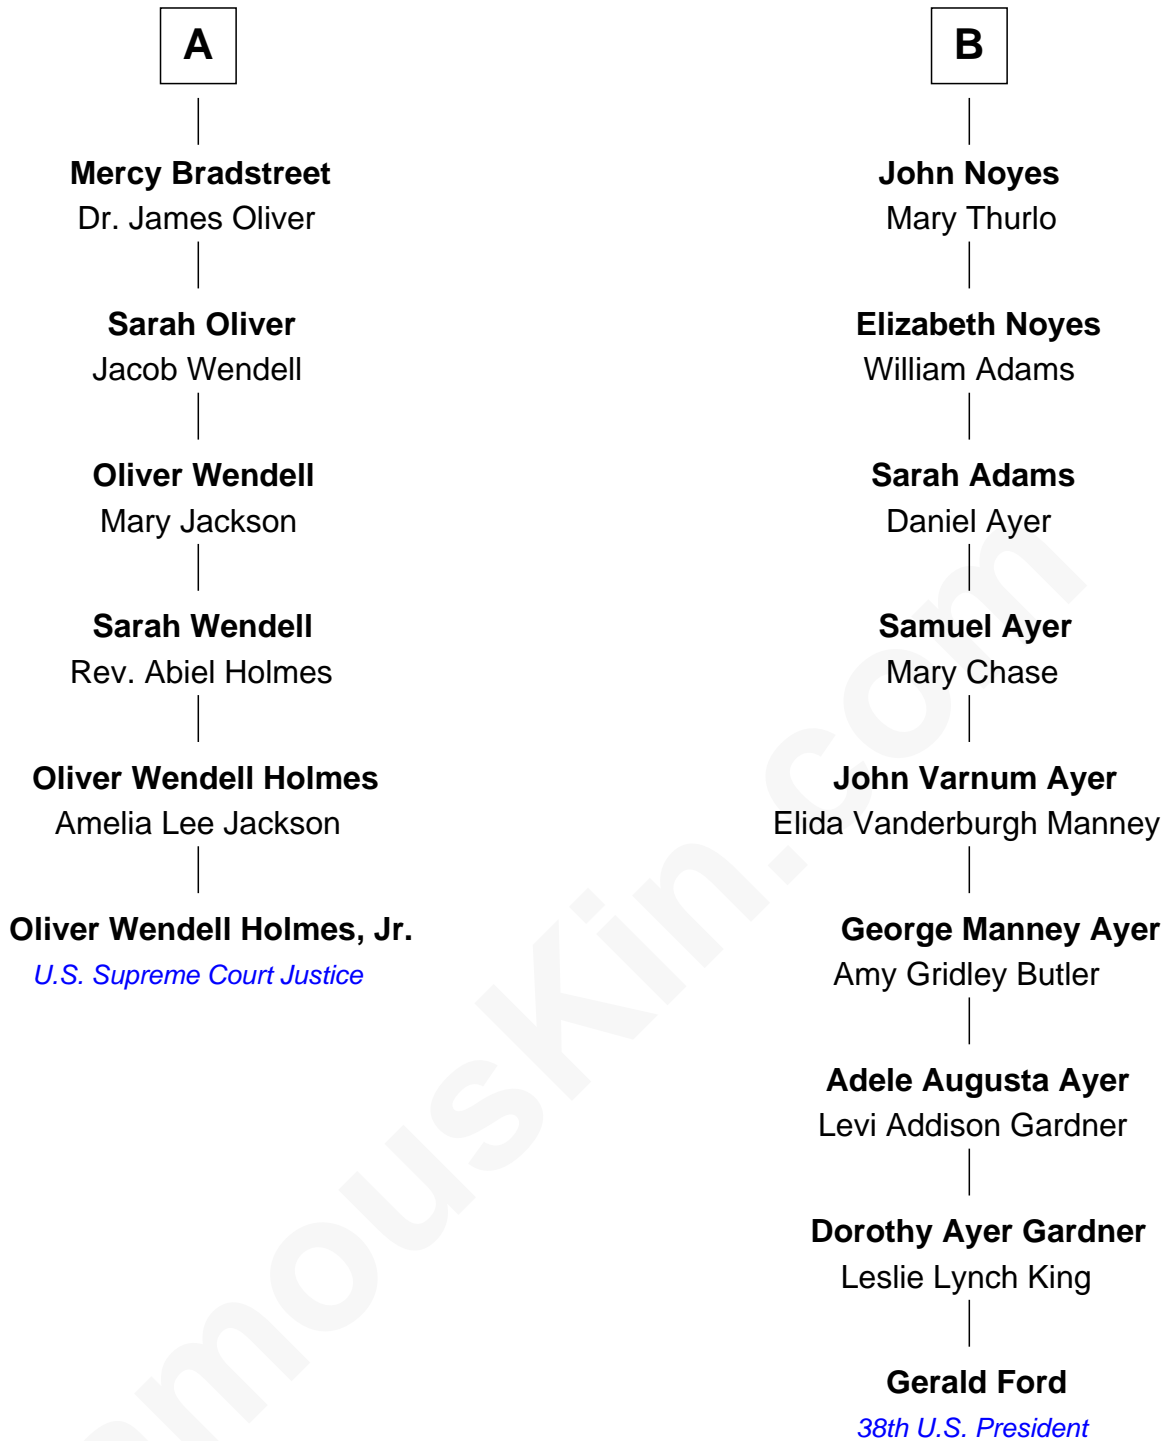 A
Mercy Bradstreet
Dr. James Oliver
Sarah Oliver
Jacob Wendell
Oliver Wendell
Mary Jackson
Sarah Wendell
Rev. Abiel Holmes
Oliver Wendell Holmes
Amelia Lee Jackson
Oliver Wendell Holmes, Jr.
U.S. Supreme Court Justice
B
John Noyes
Mary Thurlo
Elizabeth Noyes
William Adams
Sarah Adams
Daniel Ayer
Samuel Ayer
Mary Chase
John Varnum Ayer
Elida Vanderburgh Manney
George Manney Ayer
Amy Gridley Butler
Adele Augusta Ayer
Levi Addison Gardner
Dorothy Ayer Gardner
Leslie Lynch King
Gerald Ford
38th U.S. President
amouskin.com